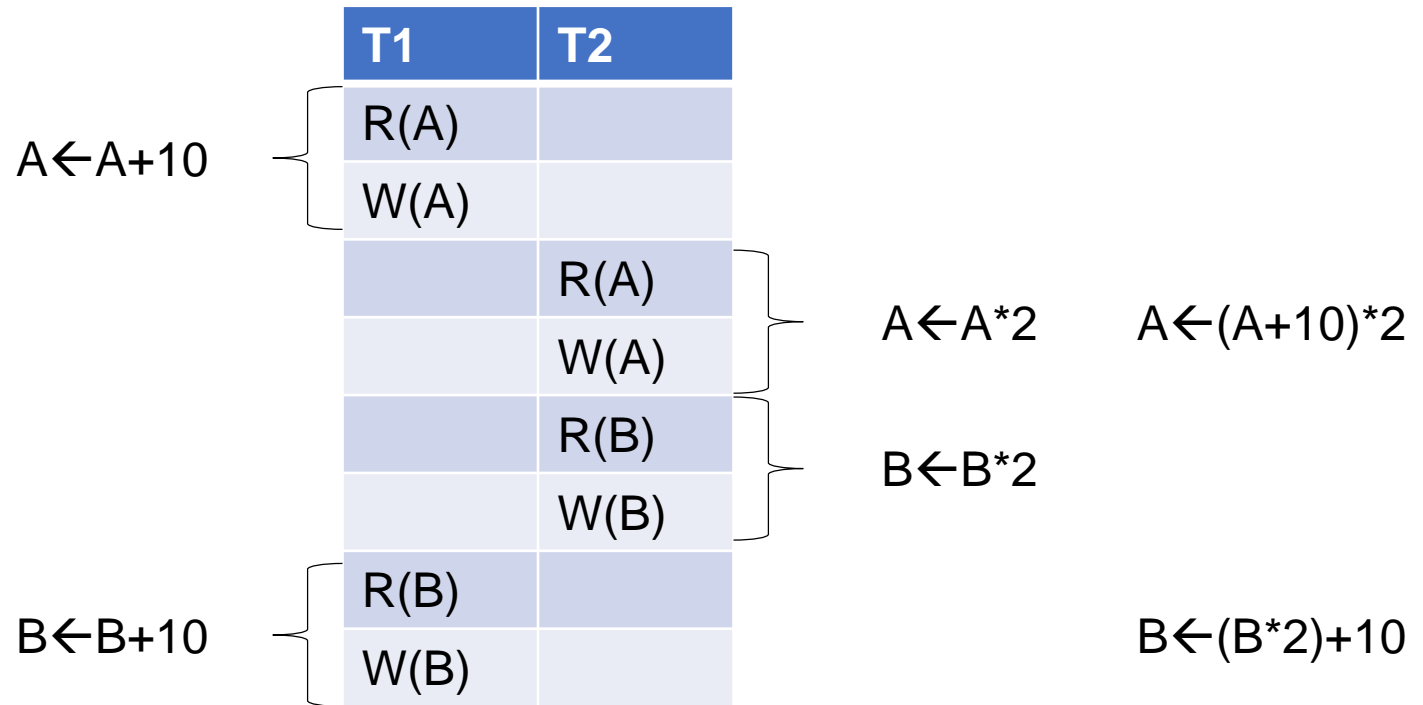 T1 T2
R(A)
A←A+10
W(A)
R(A)
A←A*2 A←(A+10)*2
W(A)
R(B)
B←B*2
W(B)
R(B)
B←B+10 B←(B*2)+10
W(B)